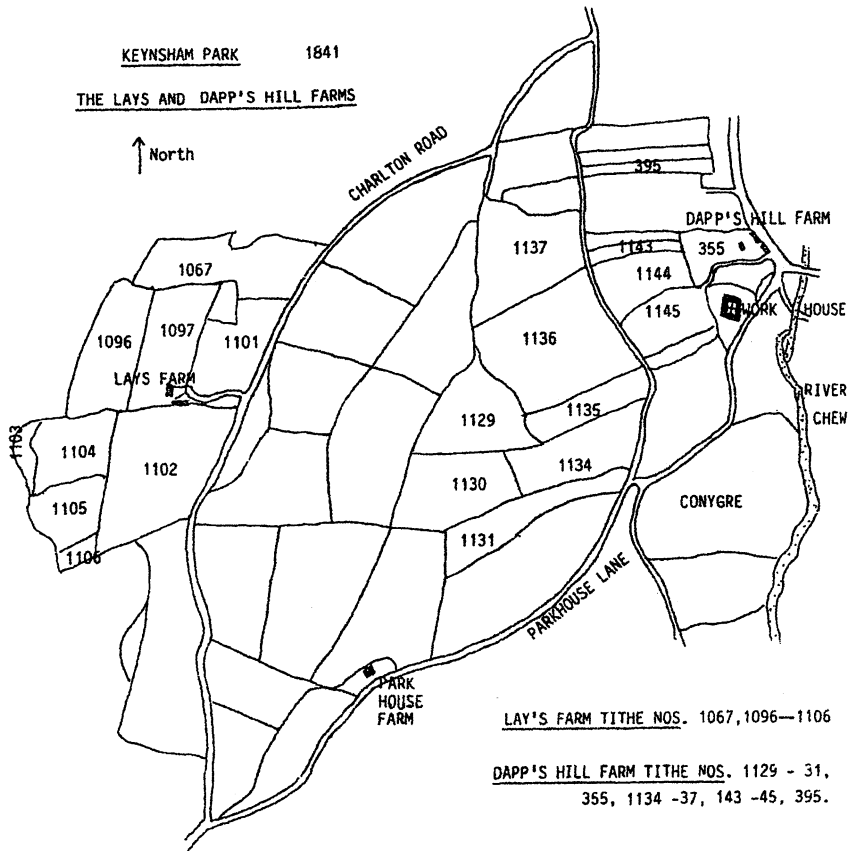 KEYNSHAM PARK 1841
THE LAYS AND DAPP'S HILL FARMS
North
CHARLTON ROAD
395
DAPP'S HILL FARM
1137
1143
355
1067
1144
1096
1097
1101
1145
WORK HOUSE
1136
LAYS FARM
RIVER
CHEW
1129
1135
1103
1104
1102
1134
1130
1105
CONYGRE
1131
1106
PARKHOUSE LANE
PARK
HOUSE
FARM
LAY'S FARM TITHE NOS. 1067,1096—1106
DAPP'S HILL FARM TITHE NOS. 1129 - 31,
355, 1134 -37, 143 -45, 395.